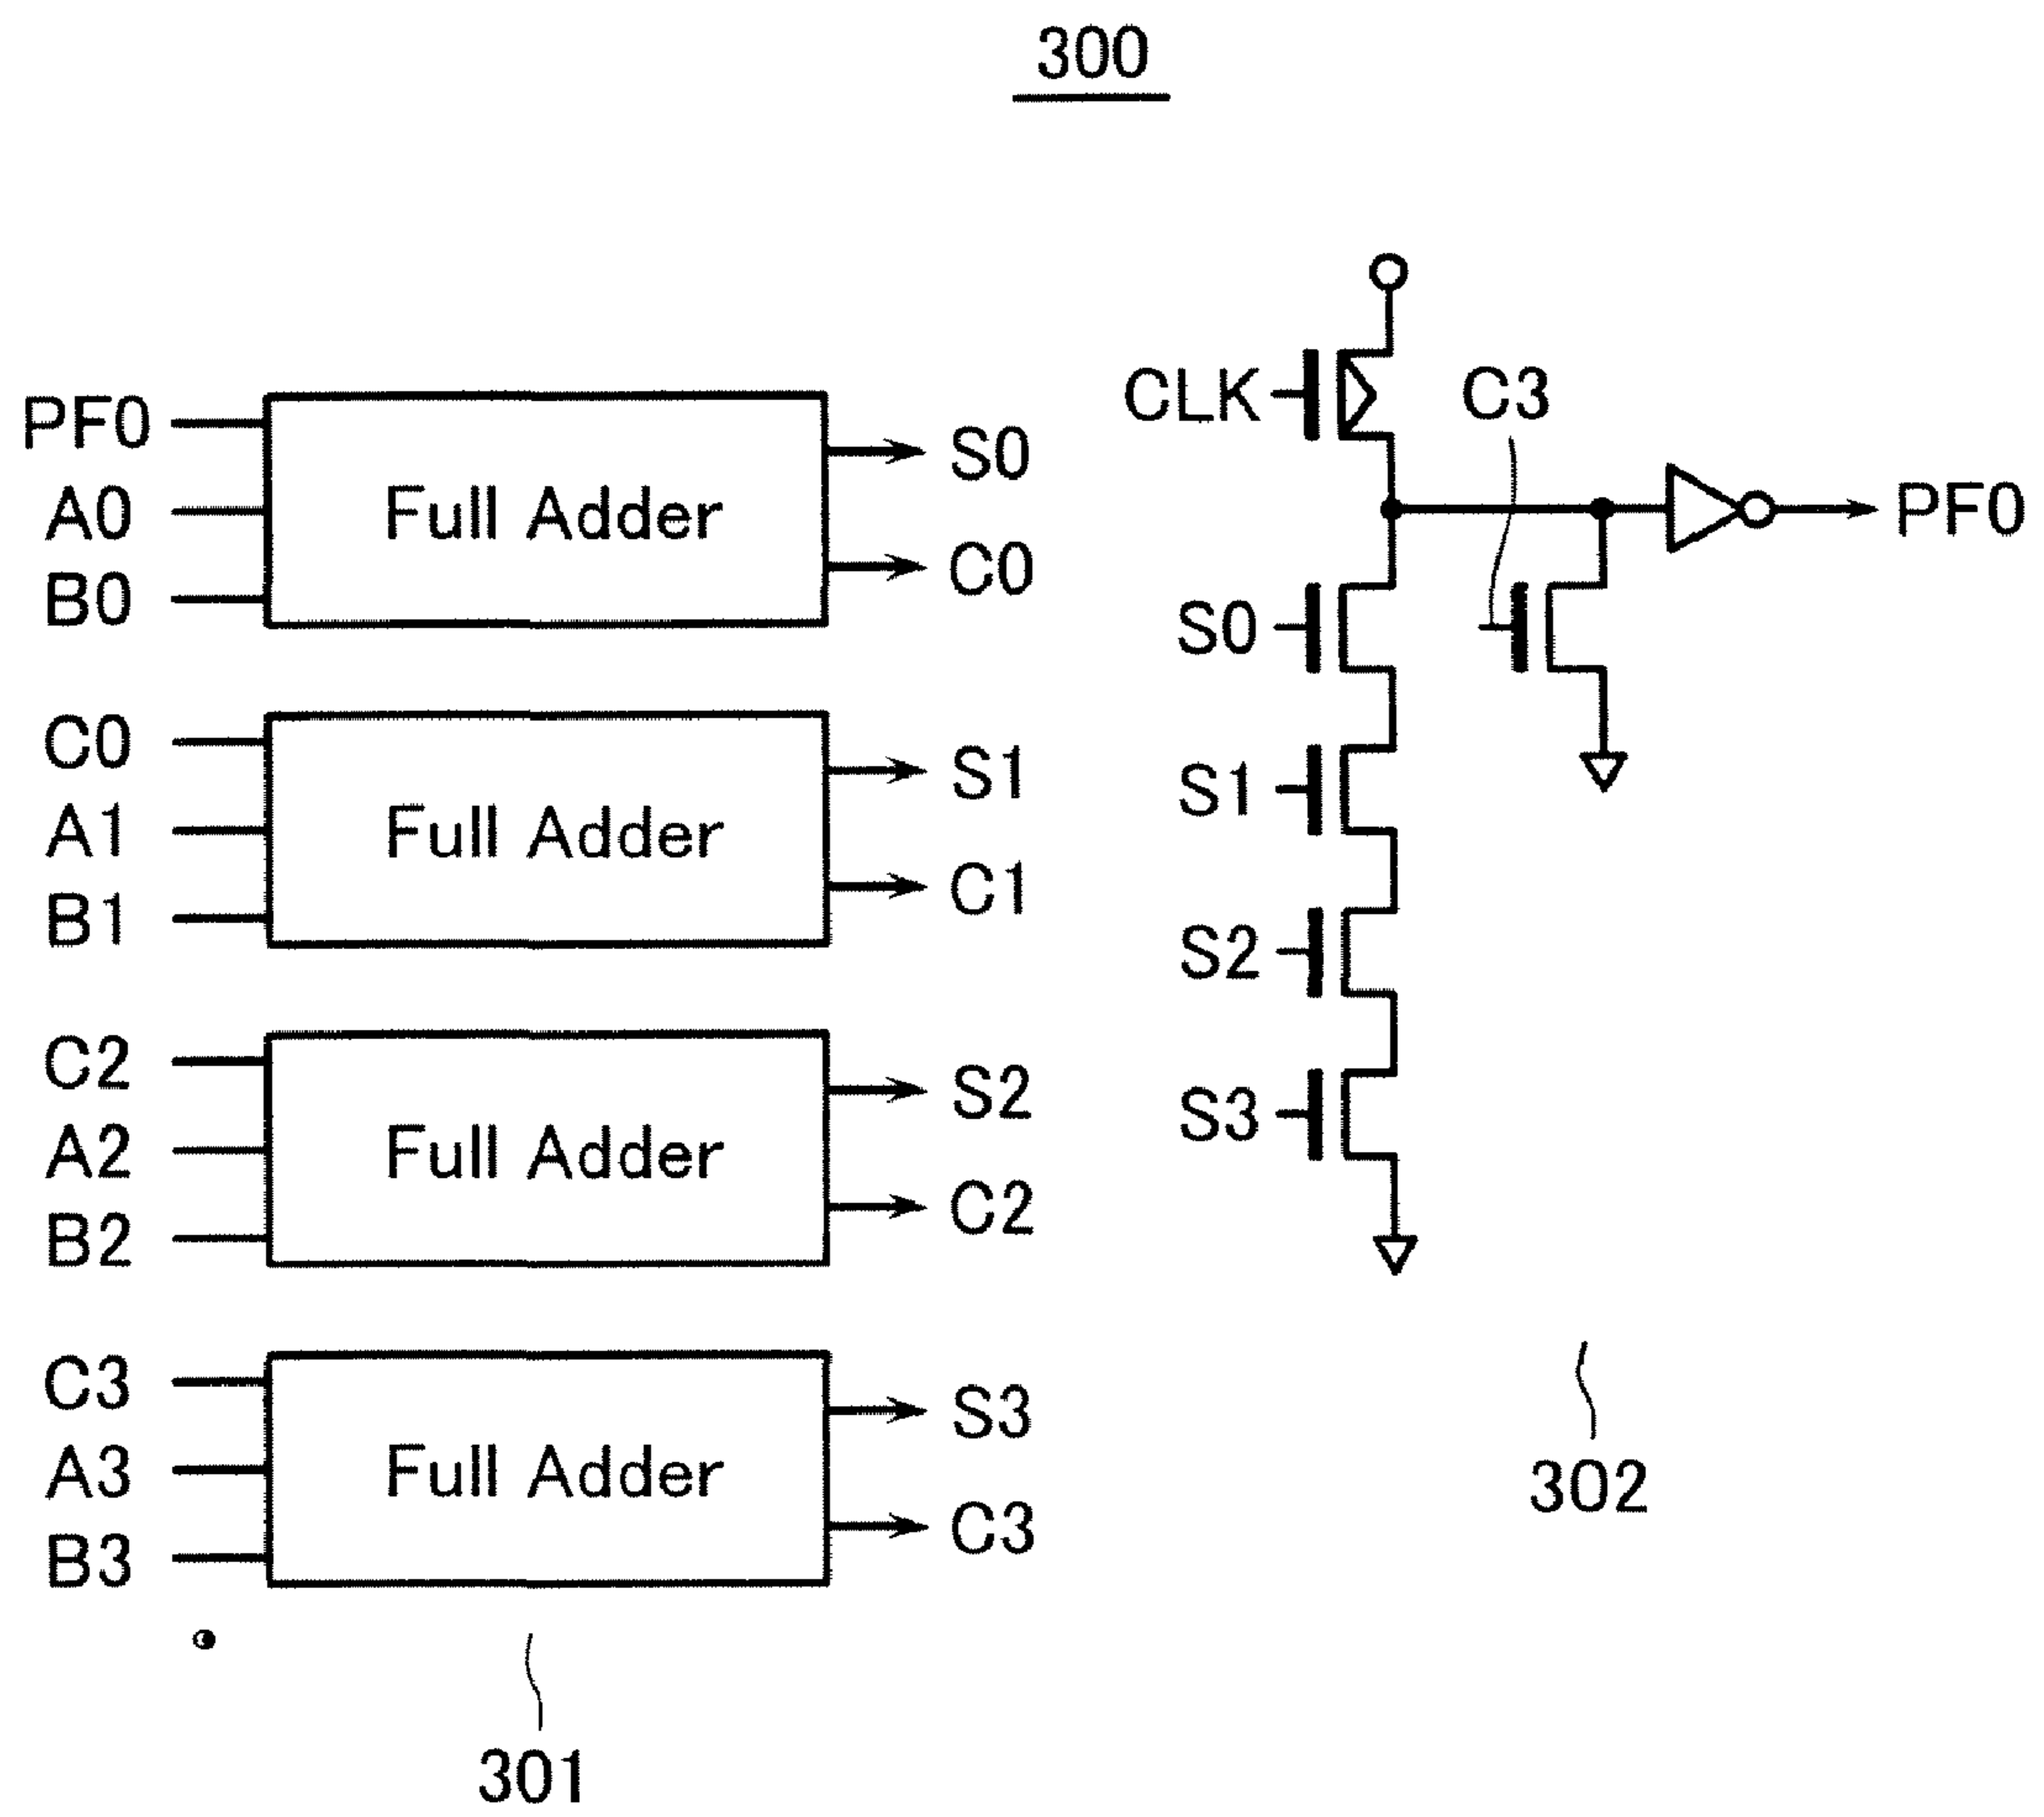 300
PF0
A0
B0
Full Adder
S0
C0
C0
A1
B1
Full Adder
S1
C1
C2
A2
B2
Full Adder
S2
C2
C3
A3
B3
Full Adder
S3
C3
301
CLK
C3
PF0
S0
S1
S2
S3
302